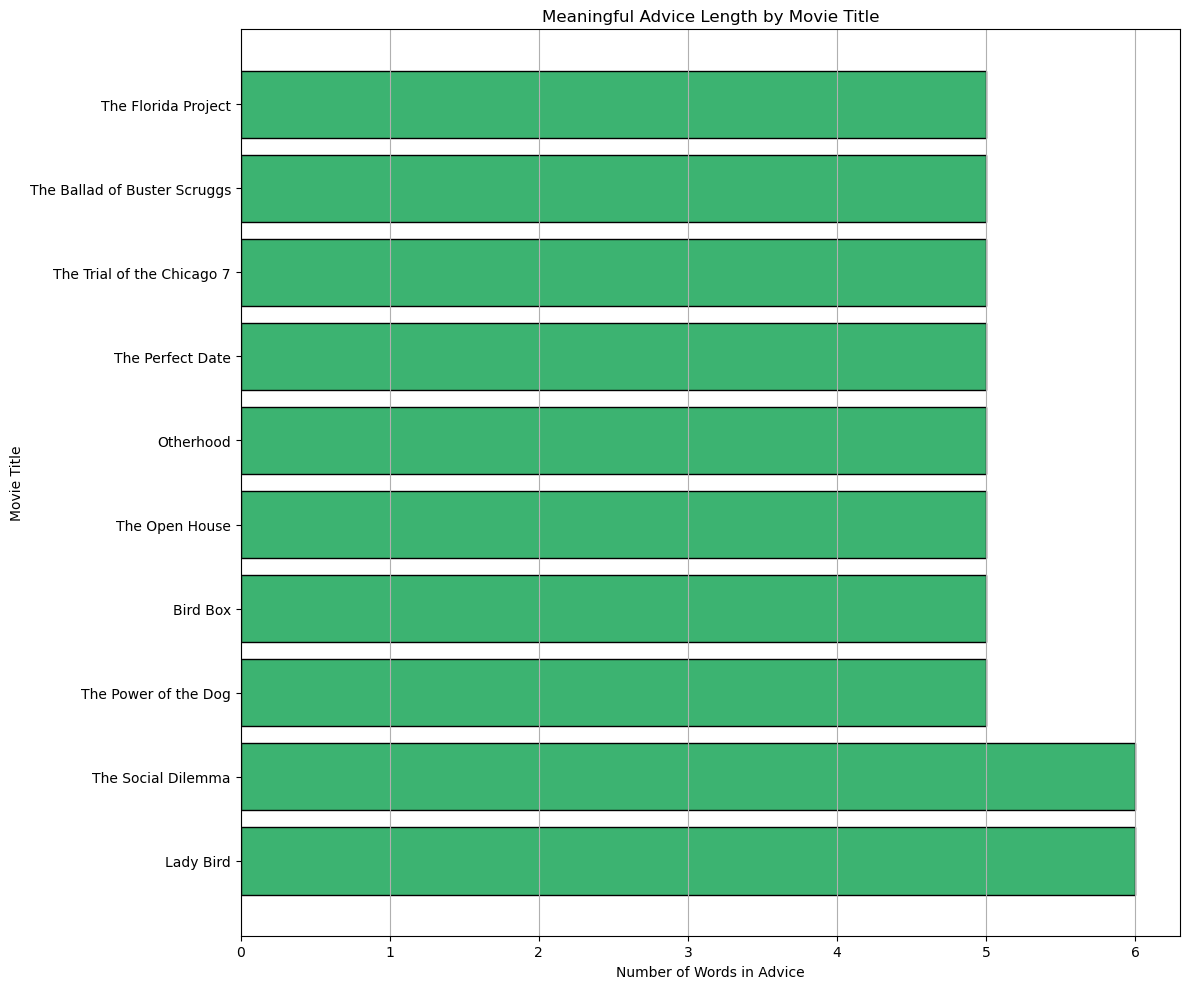 Meaningful Advice Length by Movie Title
Movie Title
The Florida Project
The Ballad of Buster Scruggs
The Trial of the Chicago 7
The Perfect Date
Otherhood
The Open House
Bird Box
The Power of the Dog
The Social Dilemma
Lady Bird
0 1 2 3 4 5 6
Number of Words in Advice